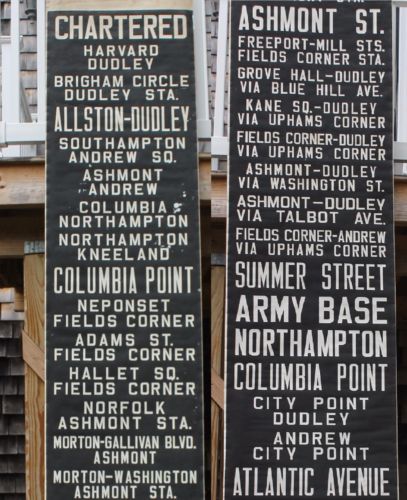 CHARTERED
HARVARD
DUDLEY
BRIGHAM CIRCLE
DUDLEY STA.
ALLSTON-DUDLEY
SOUTHAMPTON
ANDREW SQ.
ASHMONT
ANDREW
COLUMBIA
NORTHAMPTON
NORTHAMPTON
KNEELAND
COLUMBIA POINT
NEPONSET
FIELDS CORNER
ADAMS ST.
FIELDS CORNER
HALLET SQ.
FIELDS CORNER
NORFOLK
ASHMONT STA.
MORTON-GALLIVAN BLVD.
ASHMONT
MORTON-WASHINGTON
ASHMONT STA.
ASHMONT ST.
FREEPORT-MILL STS.
FIELDS CORNER STA.
GROVE HALL-DUDLEY
VIA BLUE HILL AVE.
KANE SQ.-DUDLEY
VIA UPHAMS CORNER
FIELDS CORNER-DUDLEY
VIA UPHAMS CORNER
ASHMONT-DUDLEY
VIA WASHINGTON ST.
ASHMONT-DUDLEY
VIA TALBOT AVE.
FIELDS CORNER-ANDREW
VIA UPHAMS CORNER
SUMMER STREET
ARMY BASE
NORTHAMPTON
COLUMBIA POINT
CITY POINT
DUDLEY
ANDREW
CITY POINT
ATLANTIC AVENUE